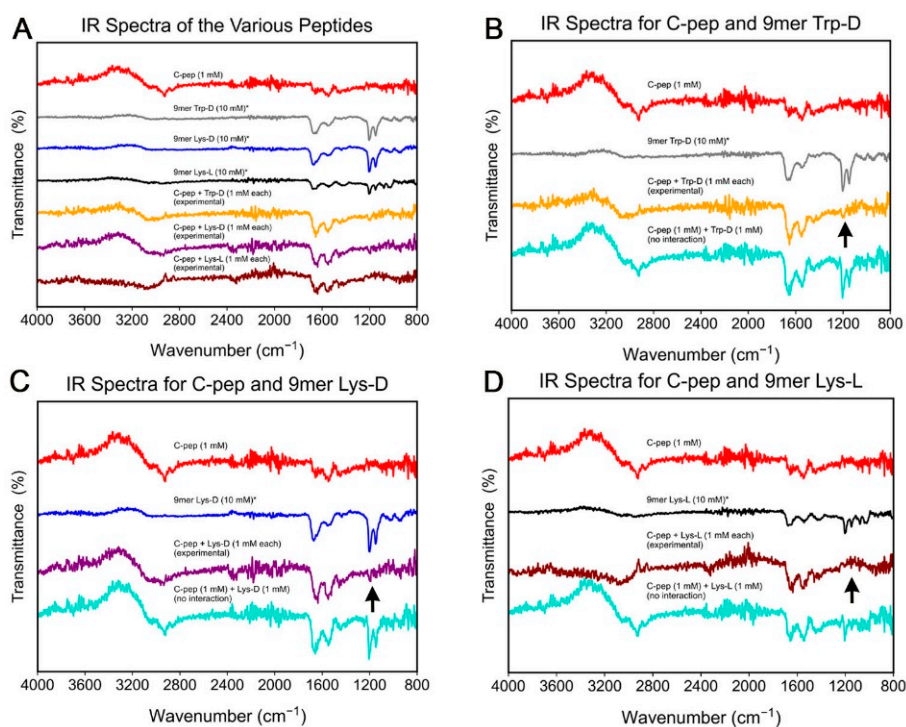 A
IR Spectra of the Various Peptides
Transmittance (%)
C-pep (1 mM)
9mer Trp-D (10 mM)*
9mer Lys-D (10 mM)*
9mer Lys-L (10 mM)*
C-pep + Trp-D (1 mM each)
(experimental)
C-pep + Lys-D (1 mM each)
(experimental)
C-pep + Lys-L (1 mM each)
(experimental)
4000 3200 2400 2000 1600 1200 800
Wavenumber (cm⁻¹)
B
IR Spectra for C-pep and 9mer Trp-D
Transmittance (%)
C-pep (1 mM)
9mer Trp-D (10 mM)*
C-pep + Trp-D (1 mM each)
(experimental)
C-pep (1 mM) + Trp-D (1 mM)
(no interaction)
4000 3200 2400 2000 1600 1200 800
Wavenumber (cm⁻¹)
C
IR Spectra for C-pep and 9mer Lys-D
Transmittance (%)
C-pep (1 mM)
9mer Lys-D (10 mM)*
C-pep + Lys-D (1 mM each)
(experimental)
C-pep (1 mM) + Lys-D (1 mM)
(no interaction)
4000 3200 2400 2000 1600 1200 800
Wavenumber (cm⁻¹)
D
IR Spectra for C-pep and 9mer Lys-L
Transmittance (%)
C-pep (1 mM)
9mer Lys-L (10 mM)*
C-pep + Lys-L (1 mM each)
(experimental)
C-pep (1 mM) + Lys-L (1 mM)
(no interaction)
4000 3200 2400 2000 1600 1200 800
Wavenumber (cm⁻¹)